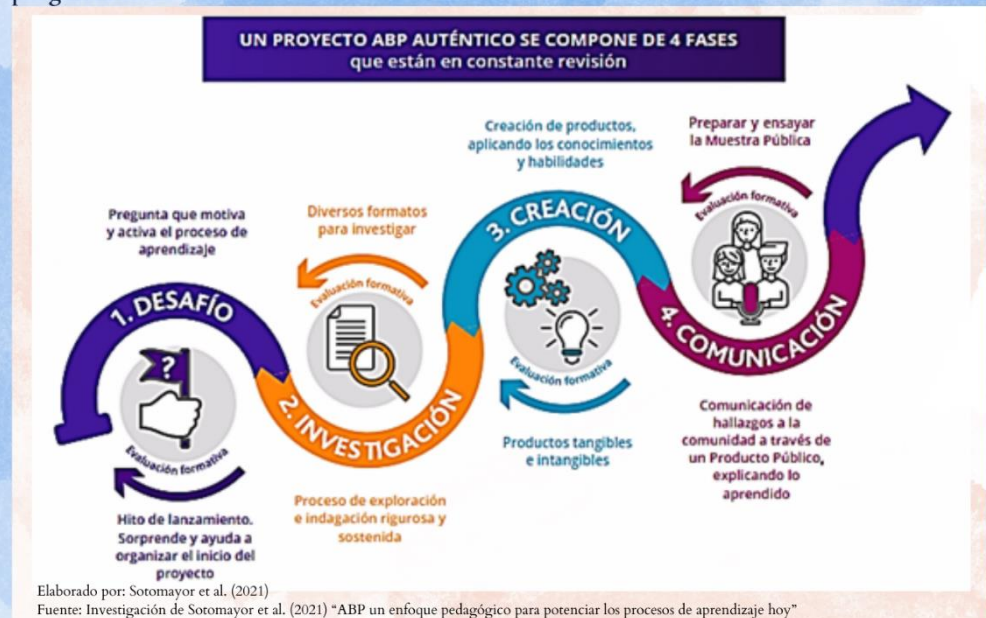 UN PROYECTO ABP AUTÉNTICO SE COMPONE DE 4 FASES
que están en constante revisión
Pregunta que motiva
y activa el proceso de
aprendizaje
1. DESAFÍO
?
Evaluación formativa
Hito de lanzamiento.
Sorprende y ayuda a
organizar el inicio del
proyecto
Diversos formatos
para investigar
Evaluación formativa
2. INVESTIGACIÓN
Proceso de exploración
e indagación rigurosa y
sostenida
Creación de productos,
aplicando los conocimientos
y habilidades
3. CREACIÓN
Evaluación formativa
Productos tangibles
e intangibles
Preparar y ensayar
la Muestra Pública
Evaluación formativa
4. COMUNICACIÓN
Comunicación de
hallazgos a la
comunidad a través de
un Producto Público,
explicando lo
aprendido
Elaborado por: Sotomayor et al. (2021)
Fuente: Investigación de Sotomayor et al. (2021) “ABP un enfoque pedagógico para potenciar los procesos de aprendizaje hoy”